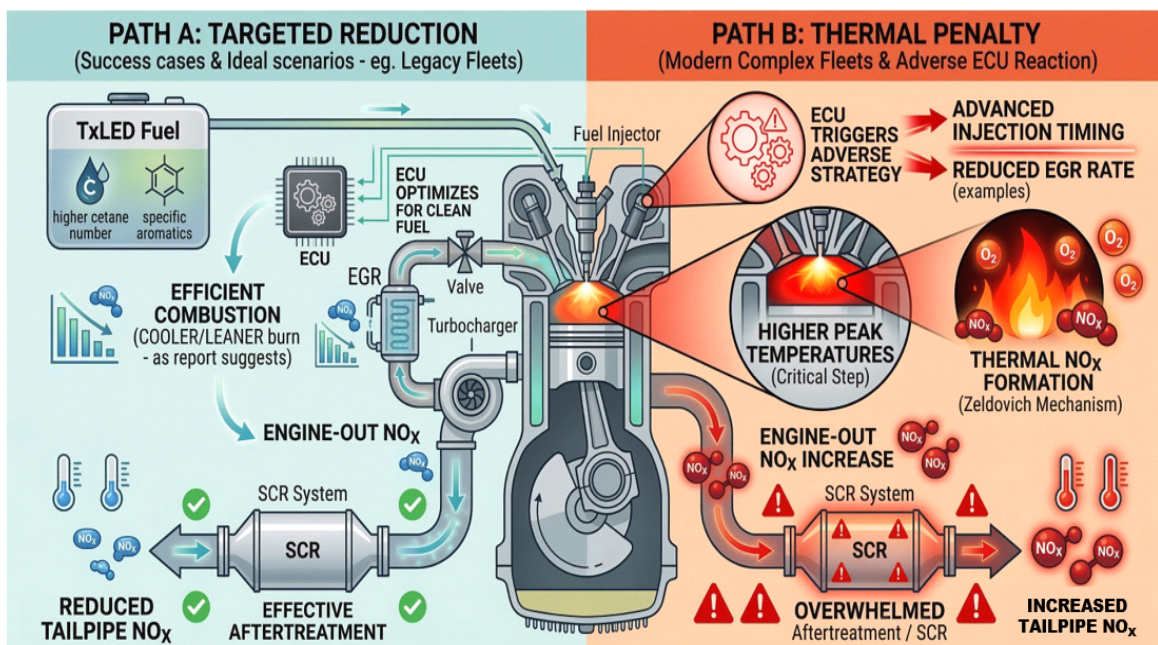 PATH A: TARGETED REDUCTION
(Success cases & Ideal scenarios - eg. Legacy Fleets)
TxLED Fuel
C
higher cetane
number
specific
aromatics
ECU
ECU
OPTIMIZES
FOR CLEAN
FUEL
Fuel Injector
EGR
Valve
Turbocharger
NOx
NOx
EFFICIENT
COMBUSTION
(COOLER/LEANER burn
- as report suggests)
ENGINE-OUT NOx
NOx
SCR System
SCR
NOx
NOx
REDUCED
TAILPIPE NOx
EFFECTIVE
AFTERTREATMENT
PATH B: THERMAL PENALTY
(Modern Complex Fleets & Adverse ECU Reaction)
ECU
TRIGGERS
ADVERSE
STRATEGY
ADVANCED
INJECTION TIMING
REDUCED EGR RATE
(examples)
HIGHER PEAK
TEMPERATURES
(Critical Step)
O2
O2
O2
O2
NOx
NOx
THERMAL NOx
FORMATION
(Zeldovich Mechanism)
ENGINE-OUT
NOx INCREASE
NOx
NOx
NOx
NOx
SCR System
SCR
OVERWHELMED
Aftertreatment / SCR
NOx
NOx
INCREASED
TAILPIPE NOx